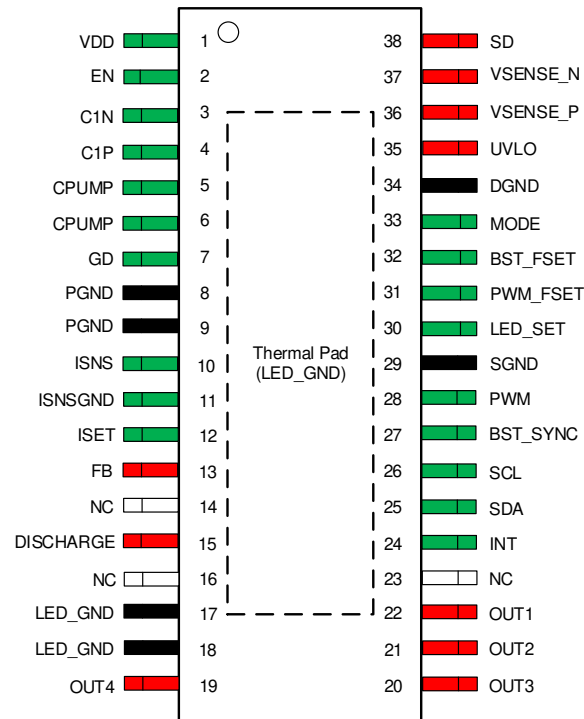 VDD 1 38 SD
EN 2 37 VSENSE_N
C1N 3 36 VSENSE_P
C1P 4 35 UVLO
CPUMP 5 34 DGND
CPUMP 6 33 MODE
GD 7 32 BST_FSET
PGND 8 31 PWM_FSET
PGND 9 30 LED_SET
Thermal Pad
(LED_GND)
ISNS 10 29 SGND
ISNSGND 11 28 PWM
ISET 12 27 BST_SYNC
FB 13 26 SCL
NC 14 25 SDA
DISCHARGE 15 24 INT
NC 16 23 NC
LED_GND 17 22 OUT1
LED_GND 18 21 OUT2
OUT4 19 20 OUT3